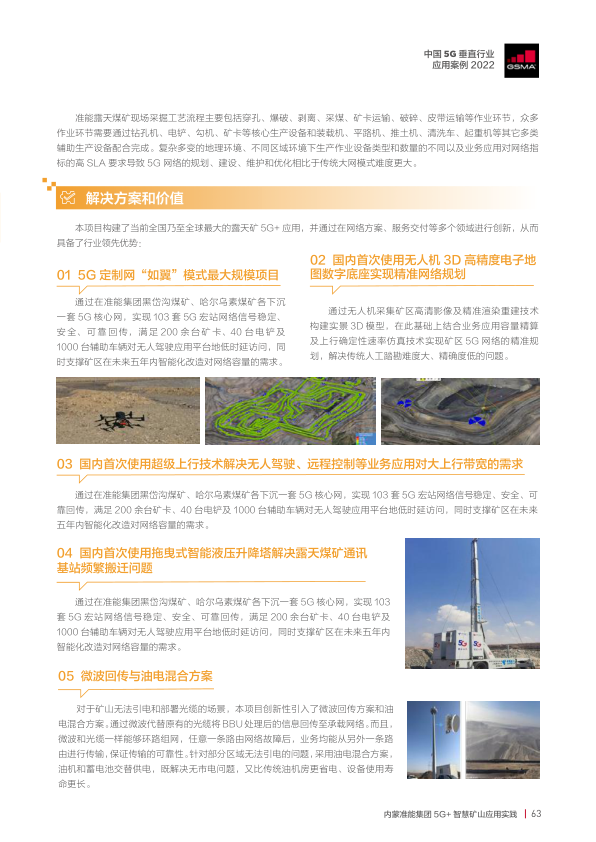 中国 5G 垂直行业
应用案例 2022
GSMA
准能露天煤矿现场采掘工艺流程主要包括穿孔、爆破、剥离、采煤、矿卡运输、破碎、皮带运输等作业环节，众多
作业环节需要通过钻孔机、电铲、勾机、矿卡等核心生产设备和装载机、平路机、推土机、清洗车、起重机等其它多类
辅助生产设备配合完成。复杂多变的地理环境、不同区域环境下生产作业设备类型和数量的不同以及业务应用对网络指
标的高 SLA 要求导致 5G 网络的规划、建设、维护和优化相比于传统大网模式难度更大。
解决方案和价值
本项目构建了当前全国乃至全球最大的露天矿 5G+ 应用，并通过在网络方案、服务交付等多个领域进行创新，从而
具备了行业领先优势：
01 5G 定制网“如翼”模式最大规模项目
通过在准能集团黑岱沟煤矿、哈尔乌素煤矿各下沉
一套 5G 核心网，实现 103 套 5G 宏站网络信号稳定、
安全、可靠回传，满足 200 余台矿卡、40 台电铲及
1000 台辅助车辆对无人驾驶应用平台地低时延访问，同
时支撑矿区在未来五年内智能化改造对网络容量的需求。
02 国内首次使用无人机 3D 高精度电子地
图数字底座实现精准网络规划
通过无人机采集矿区高清影像及精准渲染重建技术
构建实景 3D 模型，在此基础上结合业务应用容量精算
及上行确定性速率仿真技术实现矿区 5G 网络的精准规
划，解决传统人工踏勘难度大、精确度低的问题。
03 国内首次使用超级上行技术解决无人驾驶、远程控制等业务应用对大上行带宽的需求
通过在准能集团黑岱沟煤矿、哈尔乌素煤矿各下沉一套 5G 核心网，实现 103 套 5G 宏站网络信号稳定、安全、可
靠回传，满足 200 余台矿卡、40 台电铲及 1000 台辅助车辆对无人驾驶应用平台地低时延访问，同时支撑矿区在未来
五年内智能化改造对网络容量的需求。
04 国内首次使用拖曳式智能液压升降塔解决露天煤矿通讯
基站频繁搬迁问题
通过在准能集团黑岱沟煤矿、哈尔乌素煤矿各下沉一套 5G 核心网，实现 103
套 5G 宏站网络信号稳定、安全、可靠回传，满足 200 余台矿卡、40 台电铲及
1000 台辅助车辆对无人驾驶应用平台地低时延访问，同时支撑矿区在未来五年内
智能化改造对网络容量的需求。
5G
5G
05 微波回传与油电混合方案
对于矿山无法引电和部署光缆的场景，本项目创新性引入了微波回传方案和油
电混合方案。通过微波代替原有的光缆将 BBU 处理后的信息回传至承载网络。而且，
微波和光缆一样能够环路组网，任意一条路由网络故障后，业务均能从另外一条路
由进行传输，保证传输的可靠性。针对部分区域无法引电的问题，采用油电混合方案，
油机和蓄电池交替供电，既解决无市电问题，又比传统油机房更省电、设备使用寿
命更长。
内蒙准能集团 5G+ 智慧矿山应用实践 | 63